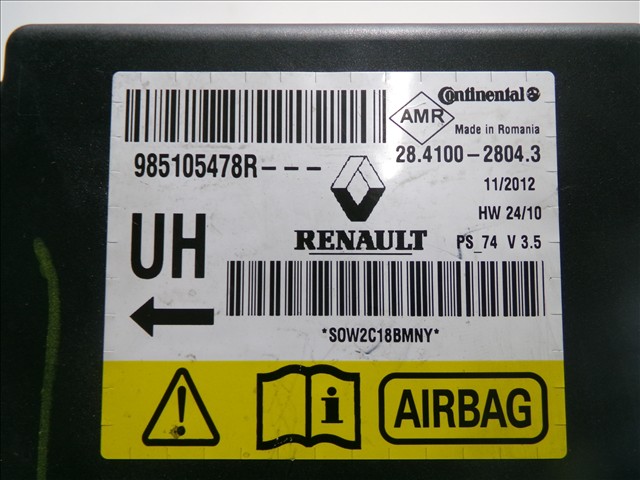 Continental
AMR
Made in Romania
985105478R---
28.4100-2804.3
11/2012
HW 24/10
UH
RENAULT
PS_74 V 3.5
*S0W2C18BMNY*
i
AIRBAG